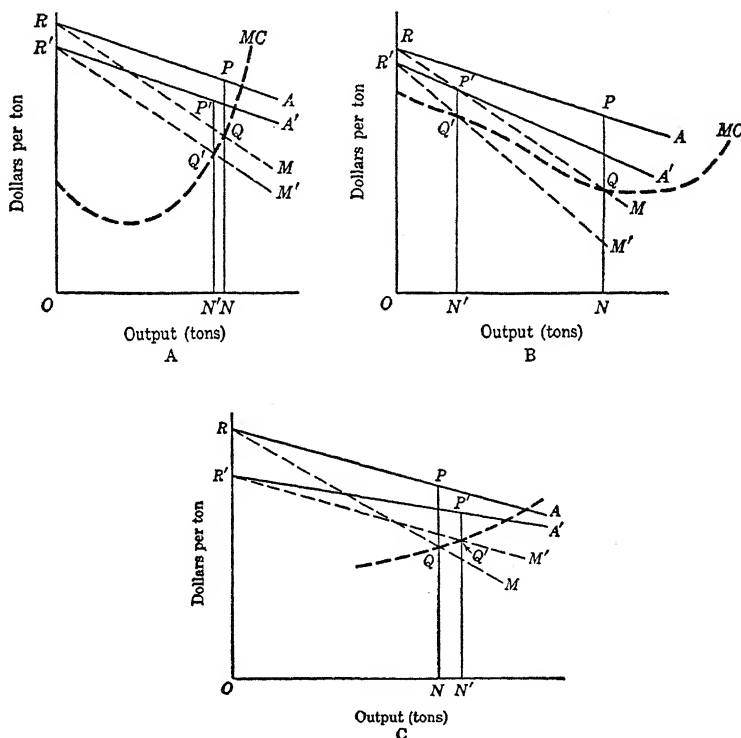 R
R'
MC
P
P'
A
A'
Q
Q'
M
M'
O
N' N
Dollars per ton
Output (tons)
A
R
R'
P'
P
A
Q'
MC
A'
Q
M
M'
O
N'
N
Dollars per ton
Output (tons)
B
R
R'
P
P'
A
A'
Q
Q'
M'
M
O
N
N'
Dollars per ton
Output (tons)
C